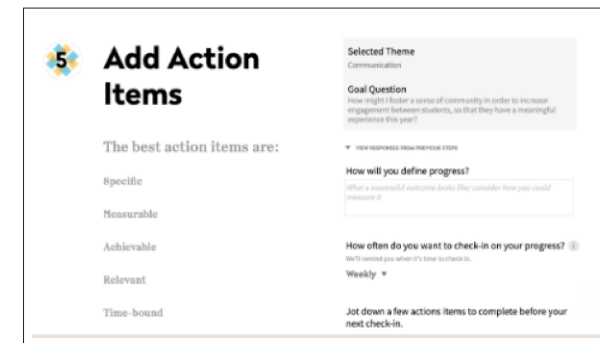 5
Add Action
Items
The best action items are:
Specific
Measurable
Achievable
Relevant
Time-bound
Selected Theme
Communication
Goal Question
How might I foster a sense of community in order to increase
engagement between students, so that they have a meaningful
experience this year?
▼ VIEW RESPONSES FROM PREVIOUS STEPS
How will you define progress?
What a successful outcome looks like; consider how you could
measure it
How often do you want to check-in on your progress? i
We'll remind you when it's time to check in.
Weekly ▼
Jot down a few actions items to complete before your
next check-in.